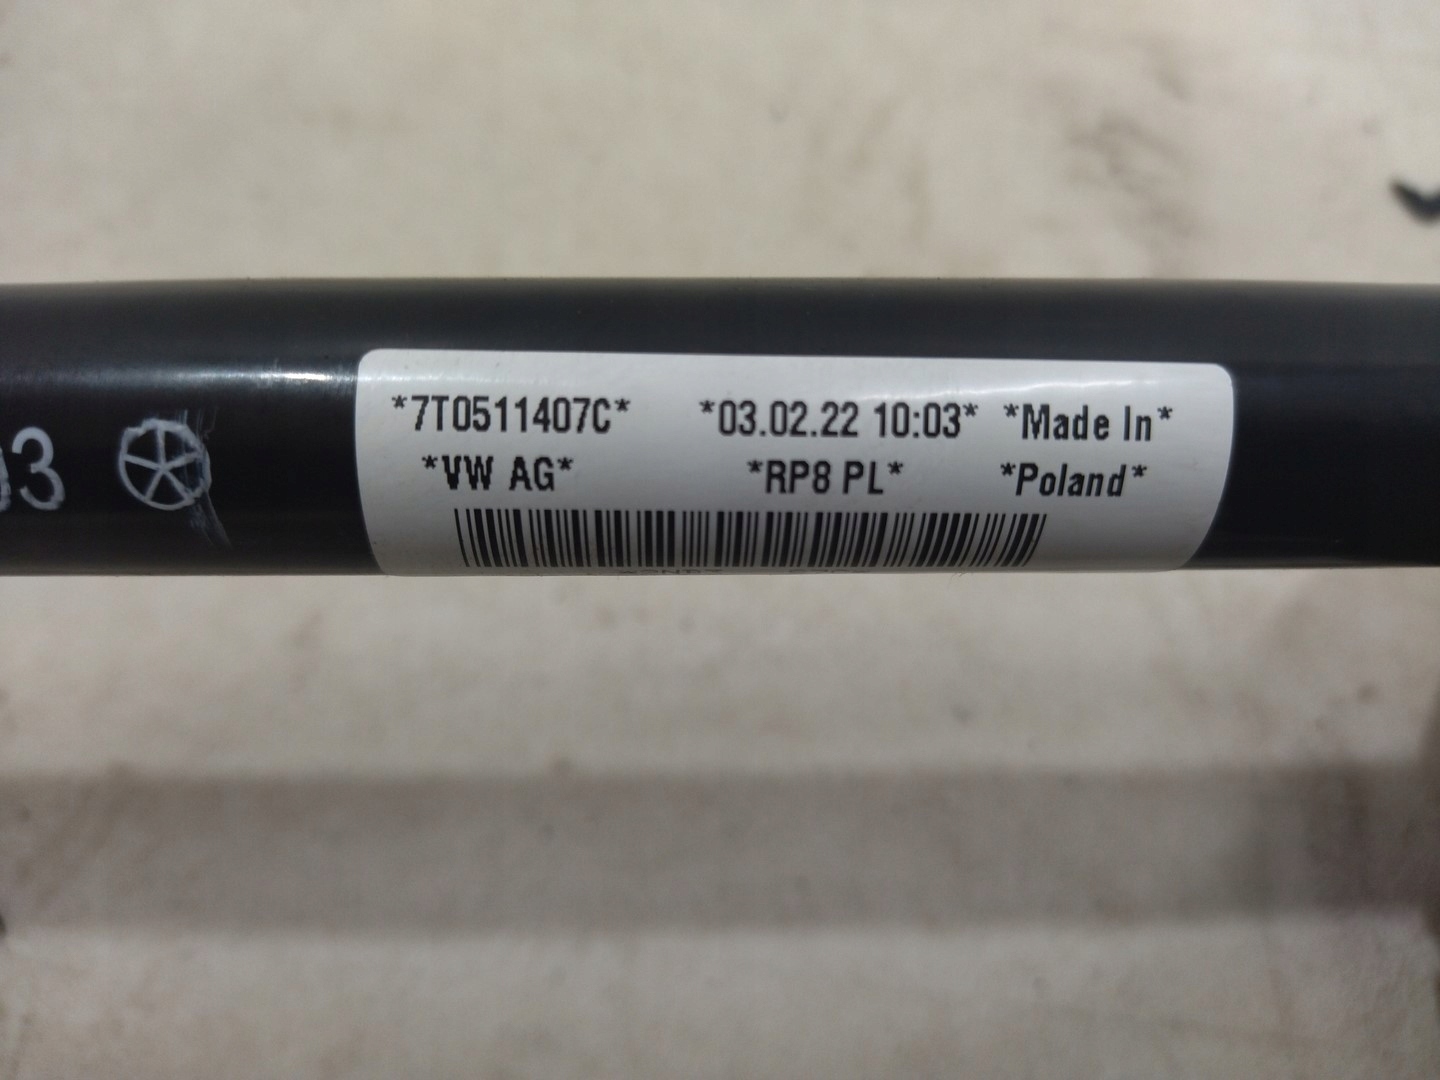 *7T0511407C* *03.02.22 10:03* *Made In*
*VW AG* *RP8 PL* *Poland*